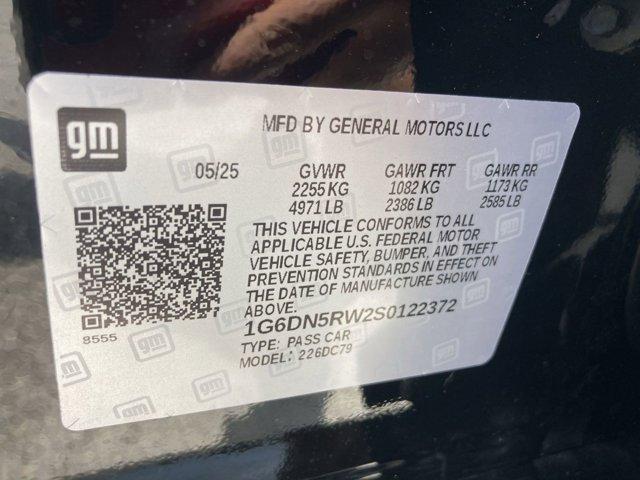 gm
MFD BY GENERAL MOTORS LLC
05/25 GVWR GAWR FRT GAWR RR
2255 KG 1082 KG 1173 KG
4971 LB 2386 LB 2585 LB
THIS VEHICLE CONFORMS TO ALL
APPLICABLE U.S. FEDERAL MOTOR
VEHICLE SAFETY, BUMPER, AND THEFT
PREVENTION STANDARDS IN EFFECT ON
THE DATE OF MANUFACTURE SHOWN
ABOVE.
8555
1G6DN5RW2S0122372
TYPE: PASS CAR
MODEL: 226DC79